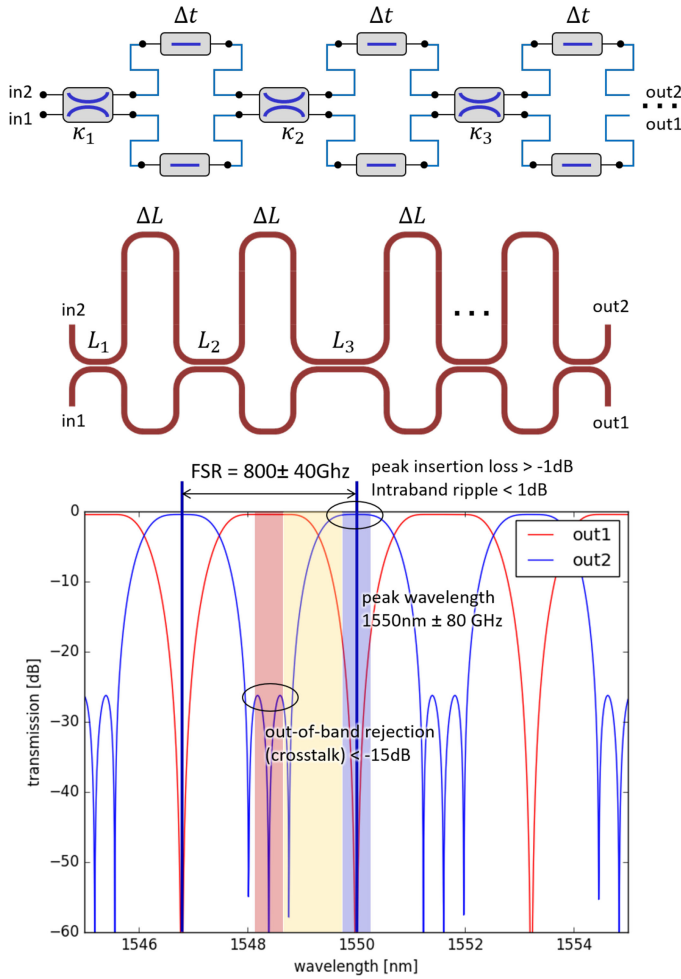 Δt Δt Δt
in2
in1
out2
out1
κ1 κ2 κ3
...
ΔL ΔL ΔL
in2
in1
L1 L2 L3
...
out2
out1
FSR = 800± 40Ghz
peak insertion loss > -1dB
Intraband ripple < 1dB
out1
out2
peak wavelength
1550nm ± 80 GHz
out-of-band rejection
(crosstalk) < -15dB
transmission [dB]
0
−10
−20
−30
−40
−50
−60
1546 1548 1550 1552 1554
wavelength [nm]